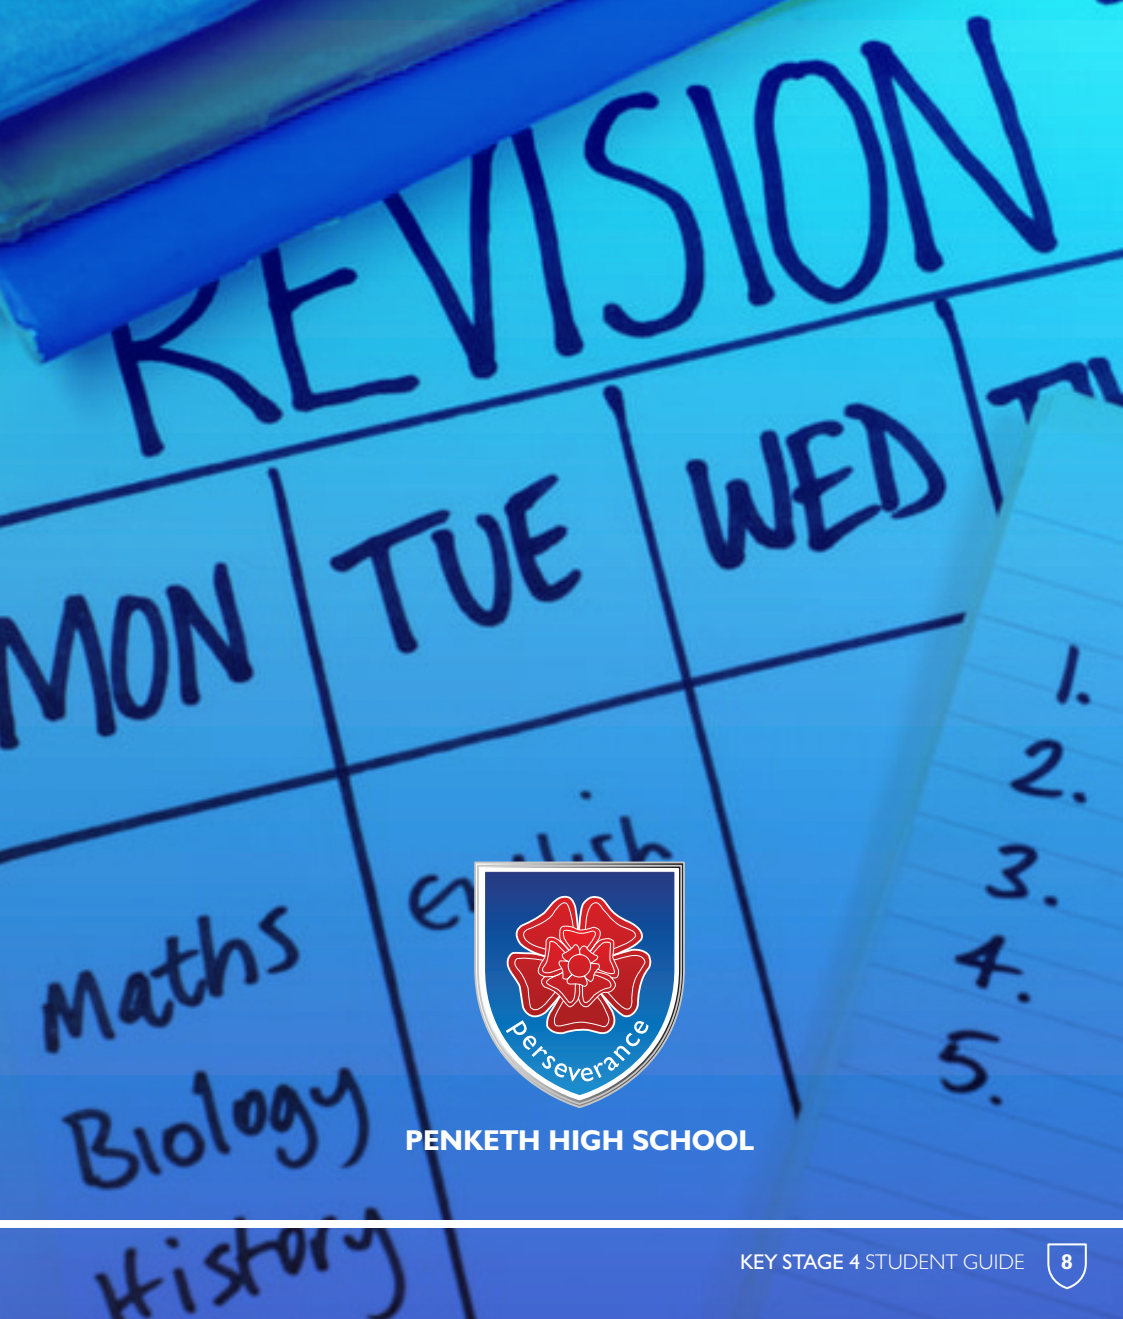 REVISION
MON TUE WED
English
Maths
Biology
History
1.
2.
3.
4.
5.
perseverance
PENKETH HIGH SCHOOL
KEY STAGE 4 STUDENT GUIDE 8